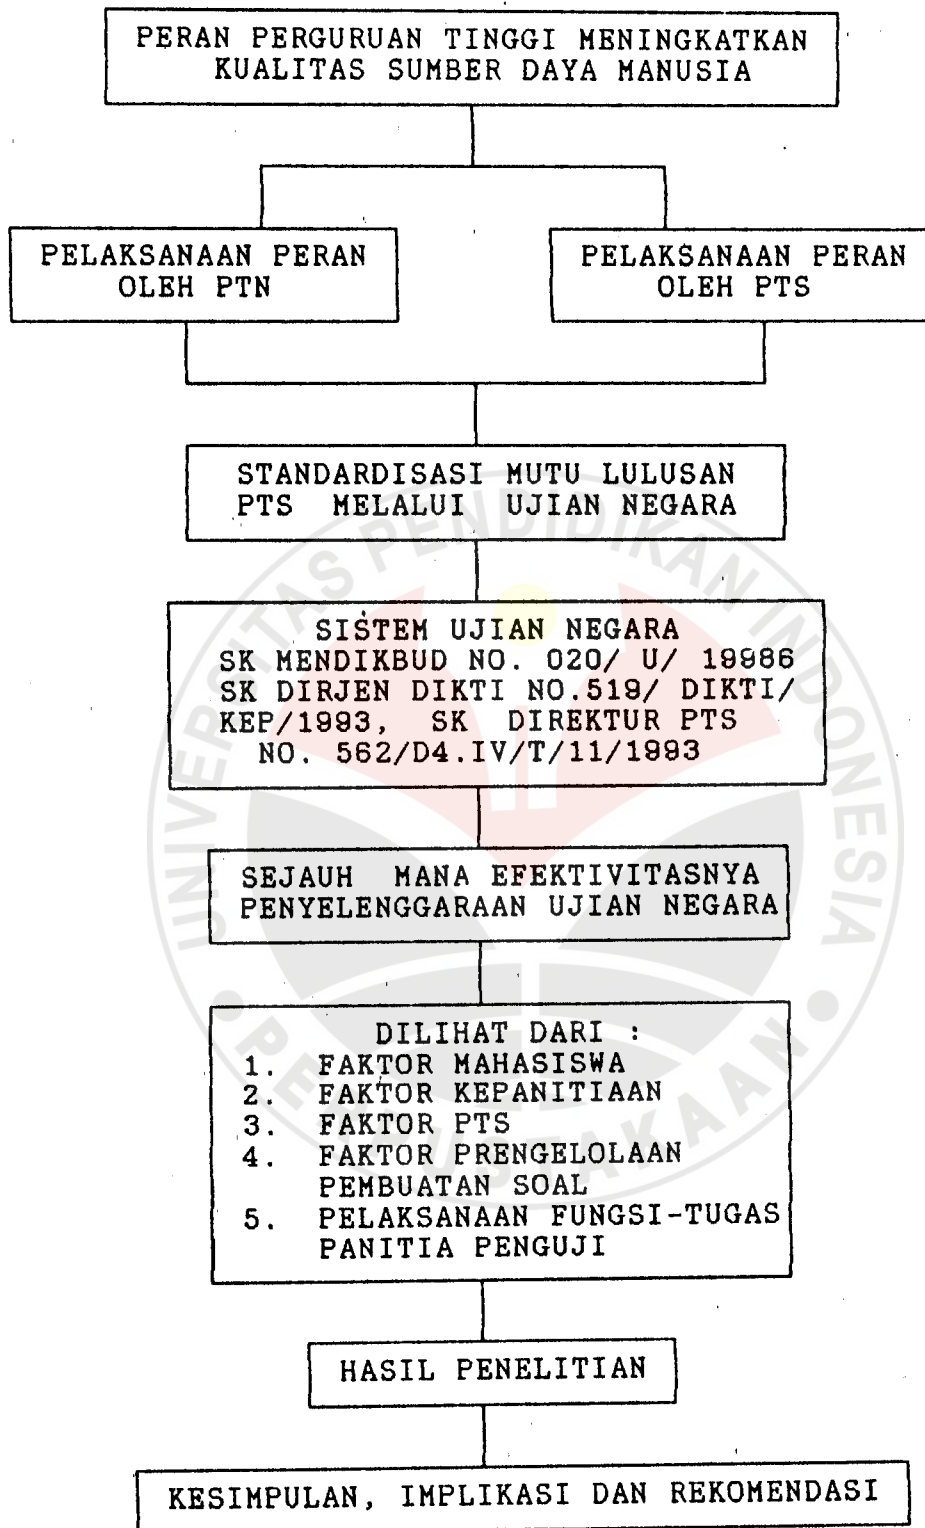 PERAN PERGURUAN TINGGI MENINGKATKAN
KUALITAS SUMBER DAYA MANUSIA
PELAKSANAAN PERAN
OLEH PTN
PELAKSANAAN PERAN
OLEH PTS
STANDARDISASI MUTU LULUSAN
PTS MELALUI UJIAN NEGARA
SISTEM UJIAN NEGARA
SK MENDIKBUD NO. 020/ U/ 19986
SK DIRJEN DIKTI NO.519/ DIKTI/
KEP/1993, SK DIREKTUR PTS
NO. 562/D4.IV/T/11/1993
SEJAUH MANA EFEKTIVITASNYA
PENYELENGGARAAN UJIAN NEGARA
DILIHAT DARI :
1. FAKTOR MAHASISWA
2. FAKTOR KEPANITIAAN
3. FAKTOR PTS
4. FAKTOR PRENGELOLAAN
PEMBUATAN SOAL
5. PELAKSANAAN FUNGSI-TUGAS
PANITIA PENGUJI
HASIL PENELITIAN
KESIMPULAN, IMPLIKASI DAN REKOMENDASI
UNIVERSITAS PENDIDIKAN INDONESIA
PERPUSTAKAAN